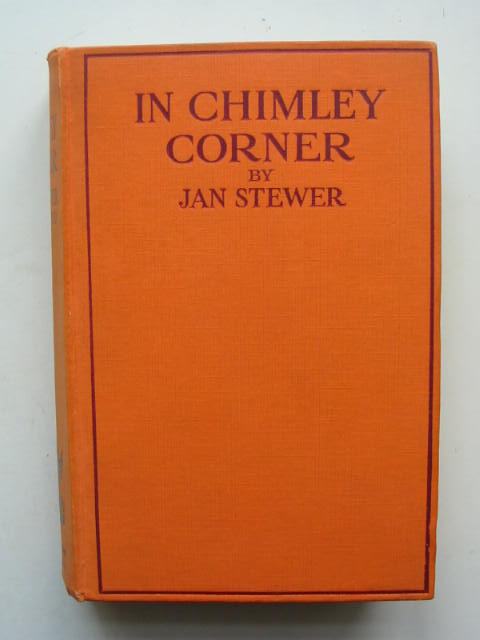 IN CHIMLEY
CORNER
BY
JAN STEWER